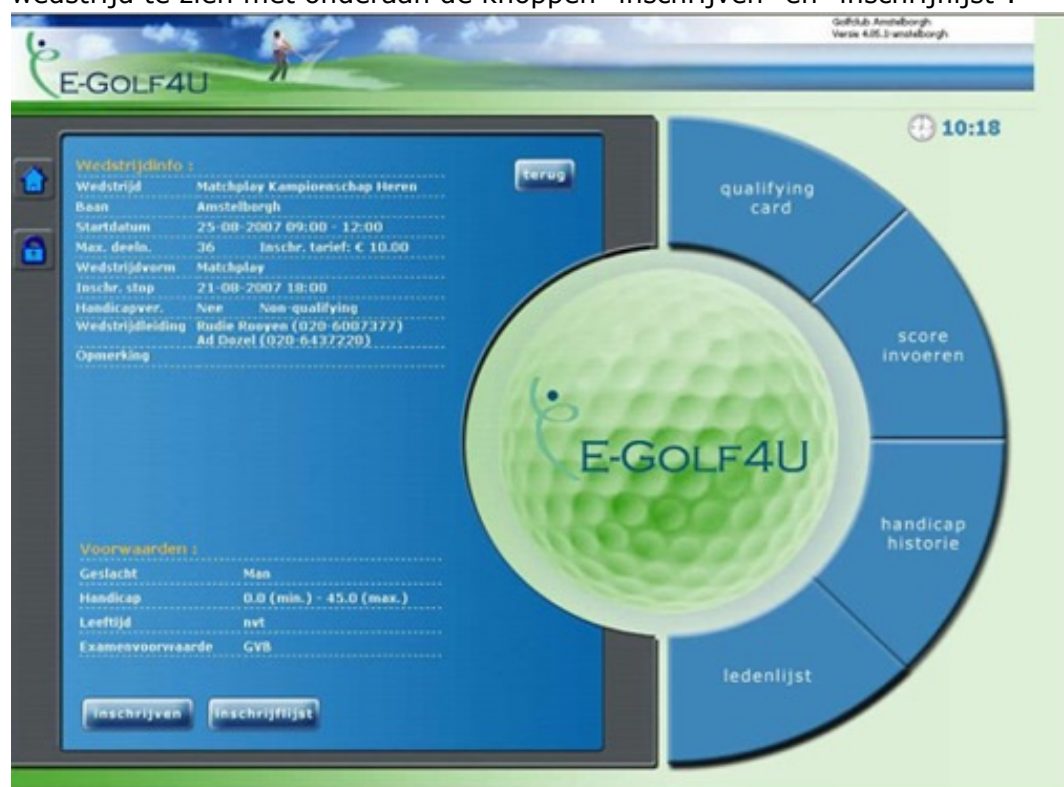 wedstrijd te zien met onderaan de knoppen "inschrijven" en "inschrijflijst".
Golfclub Amstelborgh
Versie 4.05.1-amstelborgh
E-GOLF4U
10:18
Wedstrijdinfo :
terug
Wedstrijd Matchplay Kampioenschap Heren
Baan Amstelborgh
Startdatum 25-08-2007 09:00 - 12:00
Max. deeln. 36 Inschr. tarief: € 10.00
Wedstrijdvorm Matchplay
Inschr. stop 21-08-2007 18:00
Handicapver. Nee Non-qualifying
Wedstrijdleiding Rudie Rooyen (020-6007377)
Ad Dozel (020-6437220)
Opmerking
Voorwaarden :
Geslacht Man
Handicap 0.0 (min.) - 45.0 (max.)
Leeftijd nvt
Examenvoorwaarde GVB
inschrijven inschrijflijst
qualifying
card
score
invoeren
handicap
historie
ledenlijst
E-GOLF4U